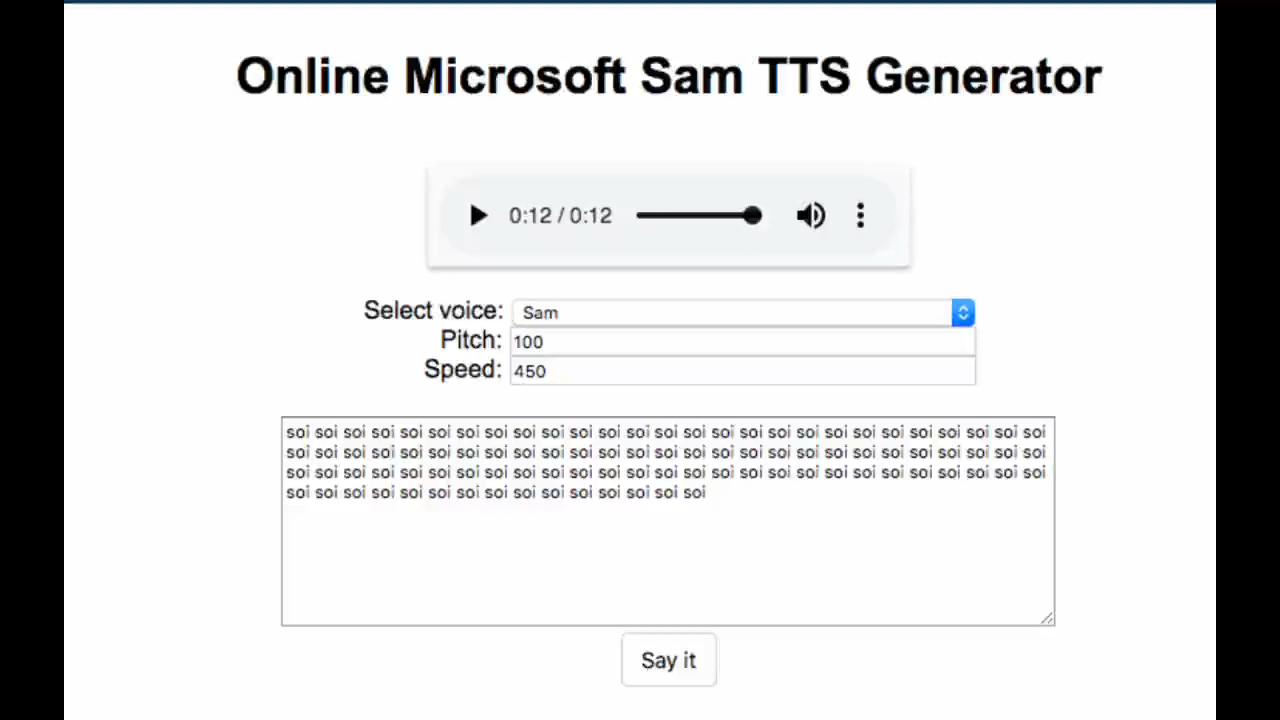 Online Microsoft Sam TTS Generator
0:12 / 0:12
Select voice: Sam
Pitch: 100
Speed: 450
soi soi soi soi soi soi soi soi soi soi soi soi soi soi soi soi soi soi soi soi soi soi soi soi soi soi soi
soi soi soi soi soi soi soi soi soi soi soi soi soi soi soi soi soi soi soi soi soi soi soi soi soi soi soi
soi soi soi soi soi soi soi soi soi soi soi soi soi soi soi soi soi soi soi soi soi soi soi soi soi soi soi
soi soi soi soi soi soi soi soi soi soi soi soi soi soi soi
Say it